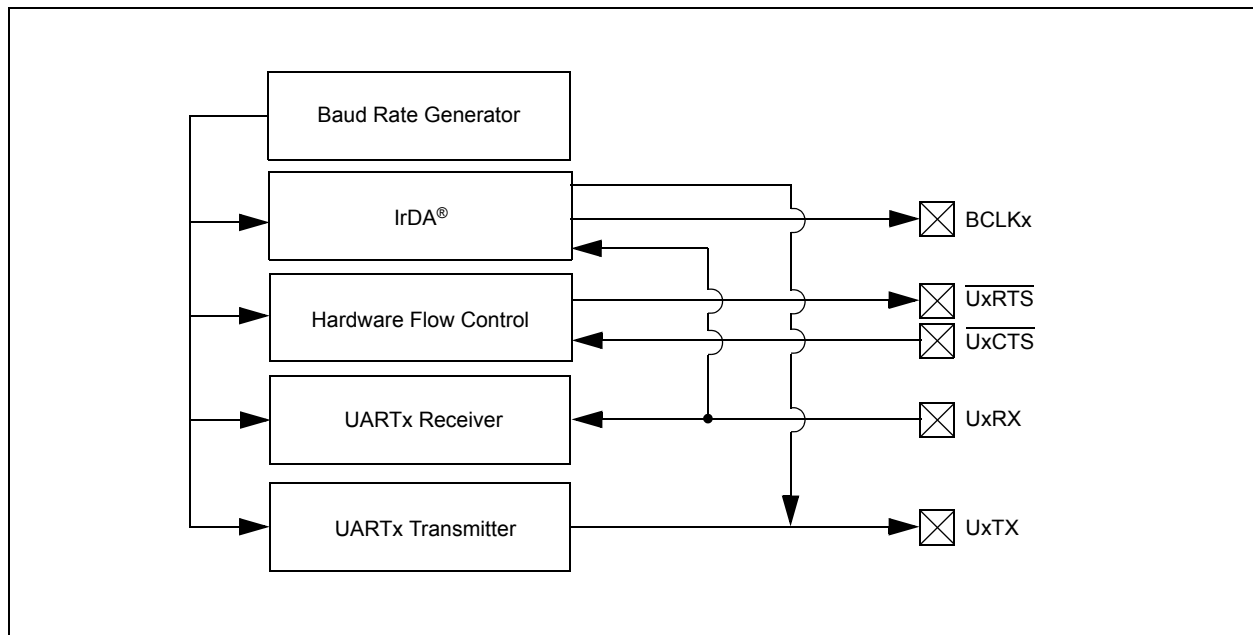 Baud Rate Generator
IrDA®
BCLKx
Hardware Flow Control
UxRTS
UxCTS
UARTx Receiver
UxRX
UARTx Transmitter
UxTX